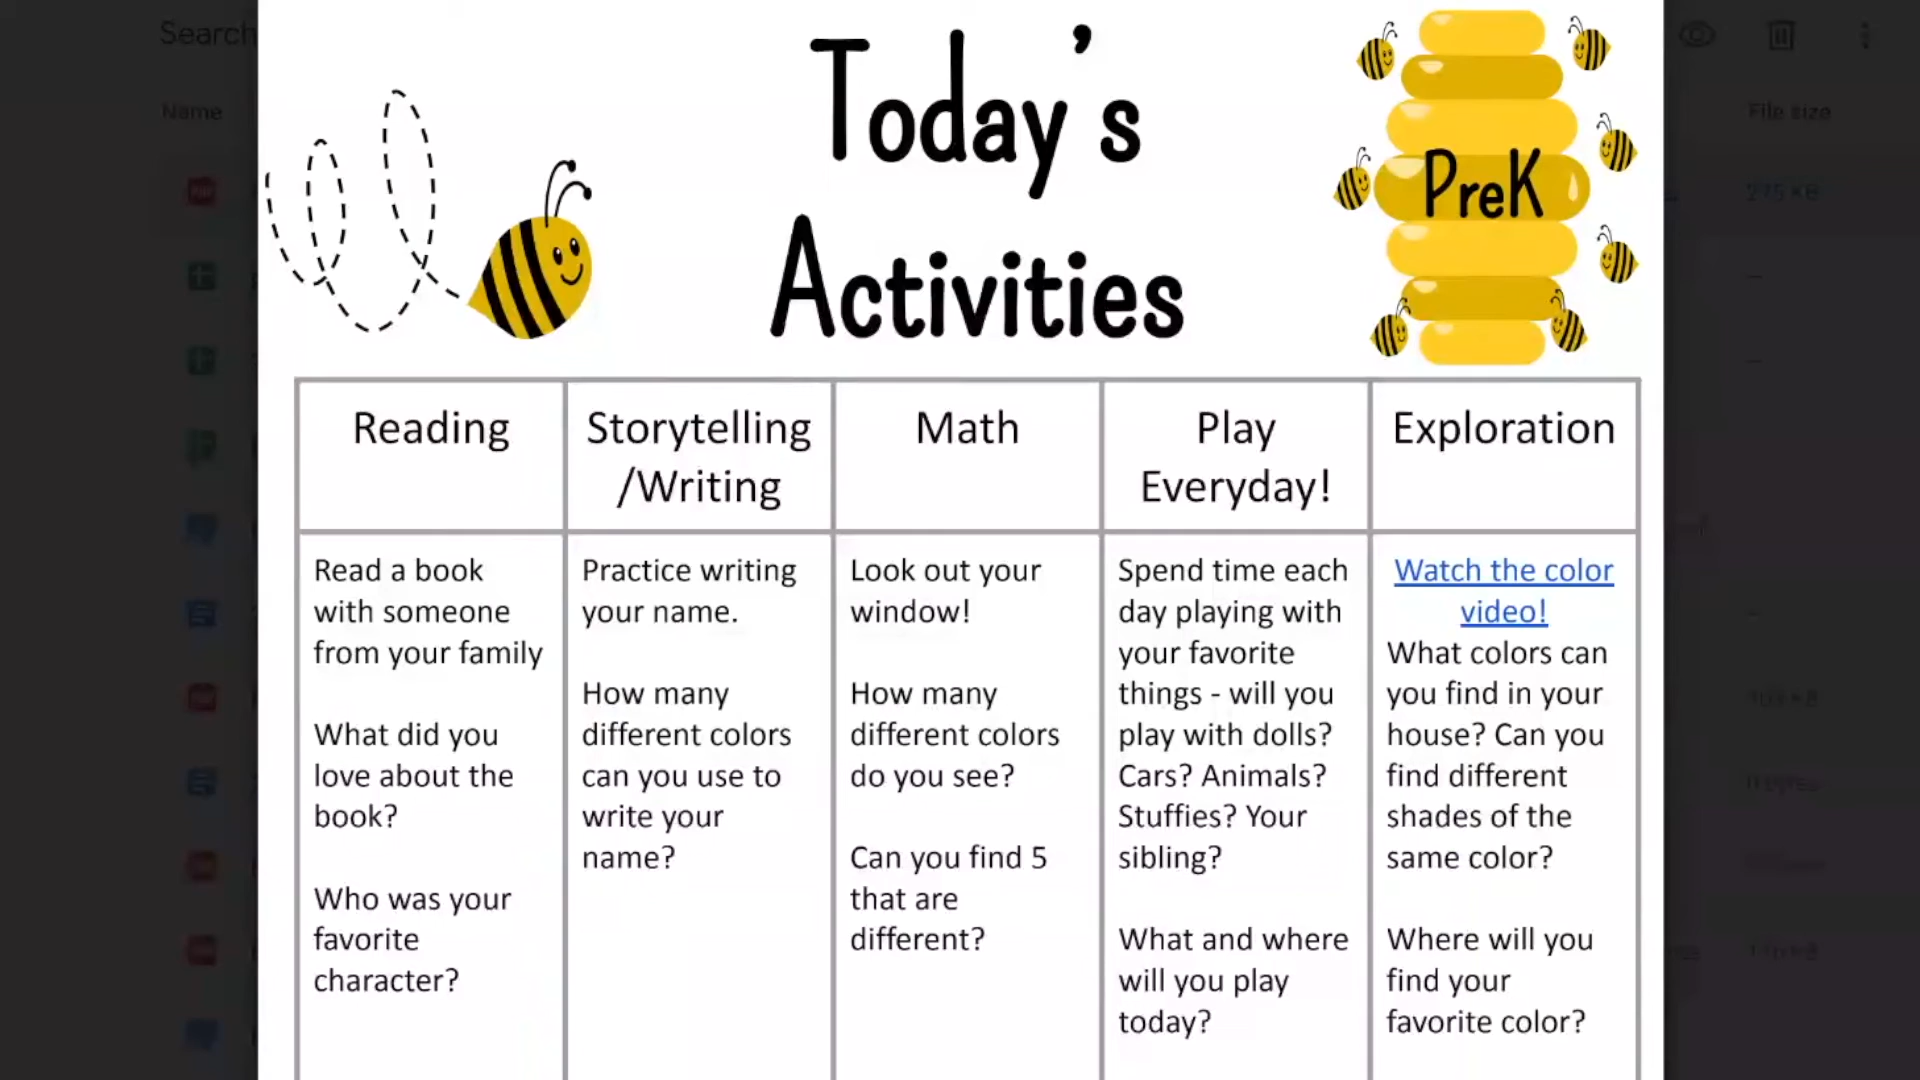 Search
Name
File size
Today's
Activities
PreK
Reading
Storytelling
/Writing
Math
Play
Everyday!
Exploration
Read a book
with someone
from your family
What did you
love about the
book?
Who was your
favorite
character?
Practice writing
your name.
How many
different colors
can you use to
write your
name?
Look out your
window!
How many
different colors
do you see?
Can you find 5
that are
different?
Spend time each
day playing with
your favorite
things - will you
play with dolls?
Cars? Animals?
Stuffies? Your
sibling?
What and where
will you play
today?
Watch the color
video!
What colors can
you find in your
house? Can you
find different
shades of the
same color?
Where will you
find your
favorite color?